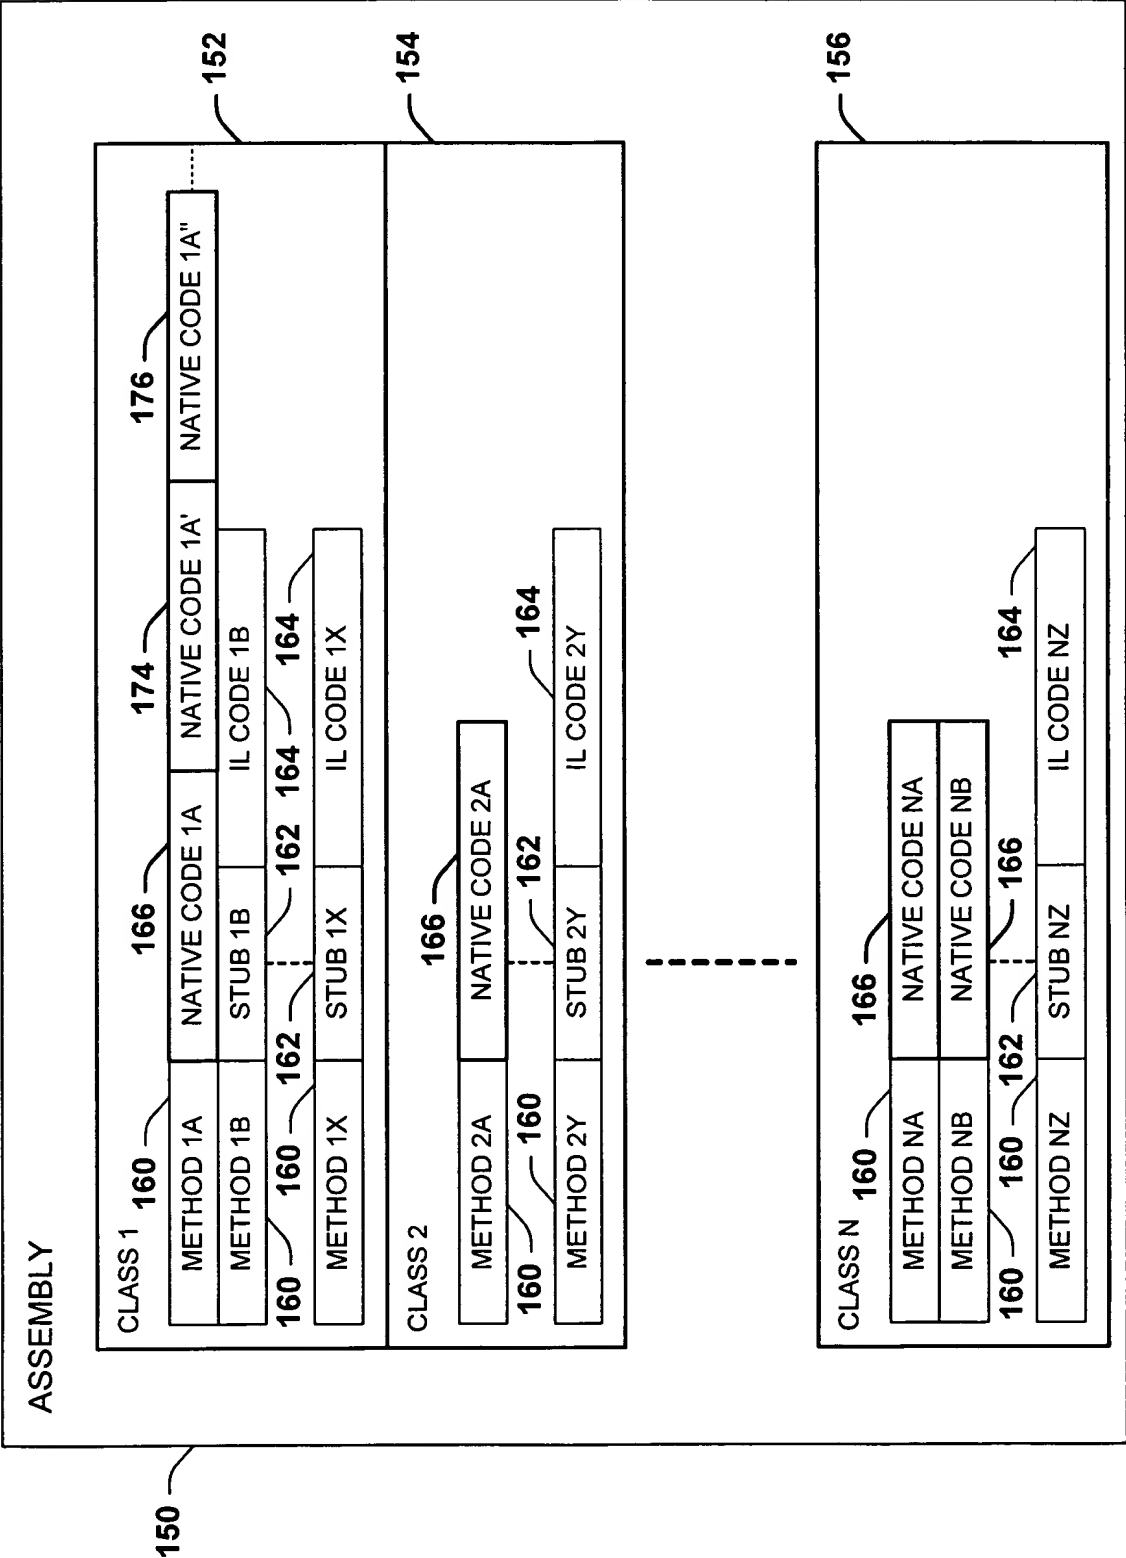 ASSEMBLY
150
CLASS 1
152
160
166
174
176
METHOD 1A
NATIVE CODE 1A
NATIVE CODE 1A'
NATIVE CODE 1A"
METHOD 1B
STUB 1B
IL CODE 1B
160
160
162
162
164
164
METHOD 1X
STUB 1X
IL CODE 1X
CLASS 2
154
166
METHOD 2A
NATIVE CODE 2A
160
160
162
164
METHOD 2Y
STUB 2Y
IL CODE 2Y
CLASS N
156
160
166
METHOD NA
NATIVE CODE NA
METHOD NB
NATIVE CODE NB
160
160
162
166
164
METHOD NZ
STUB NZ
IL CODE NZ